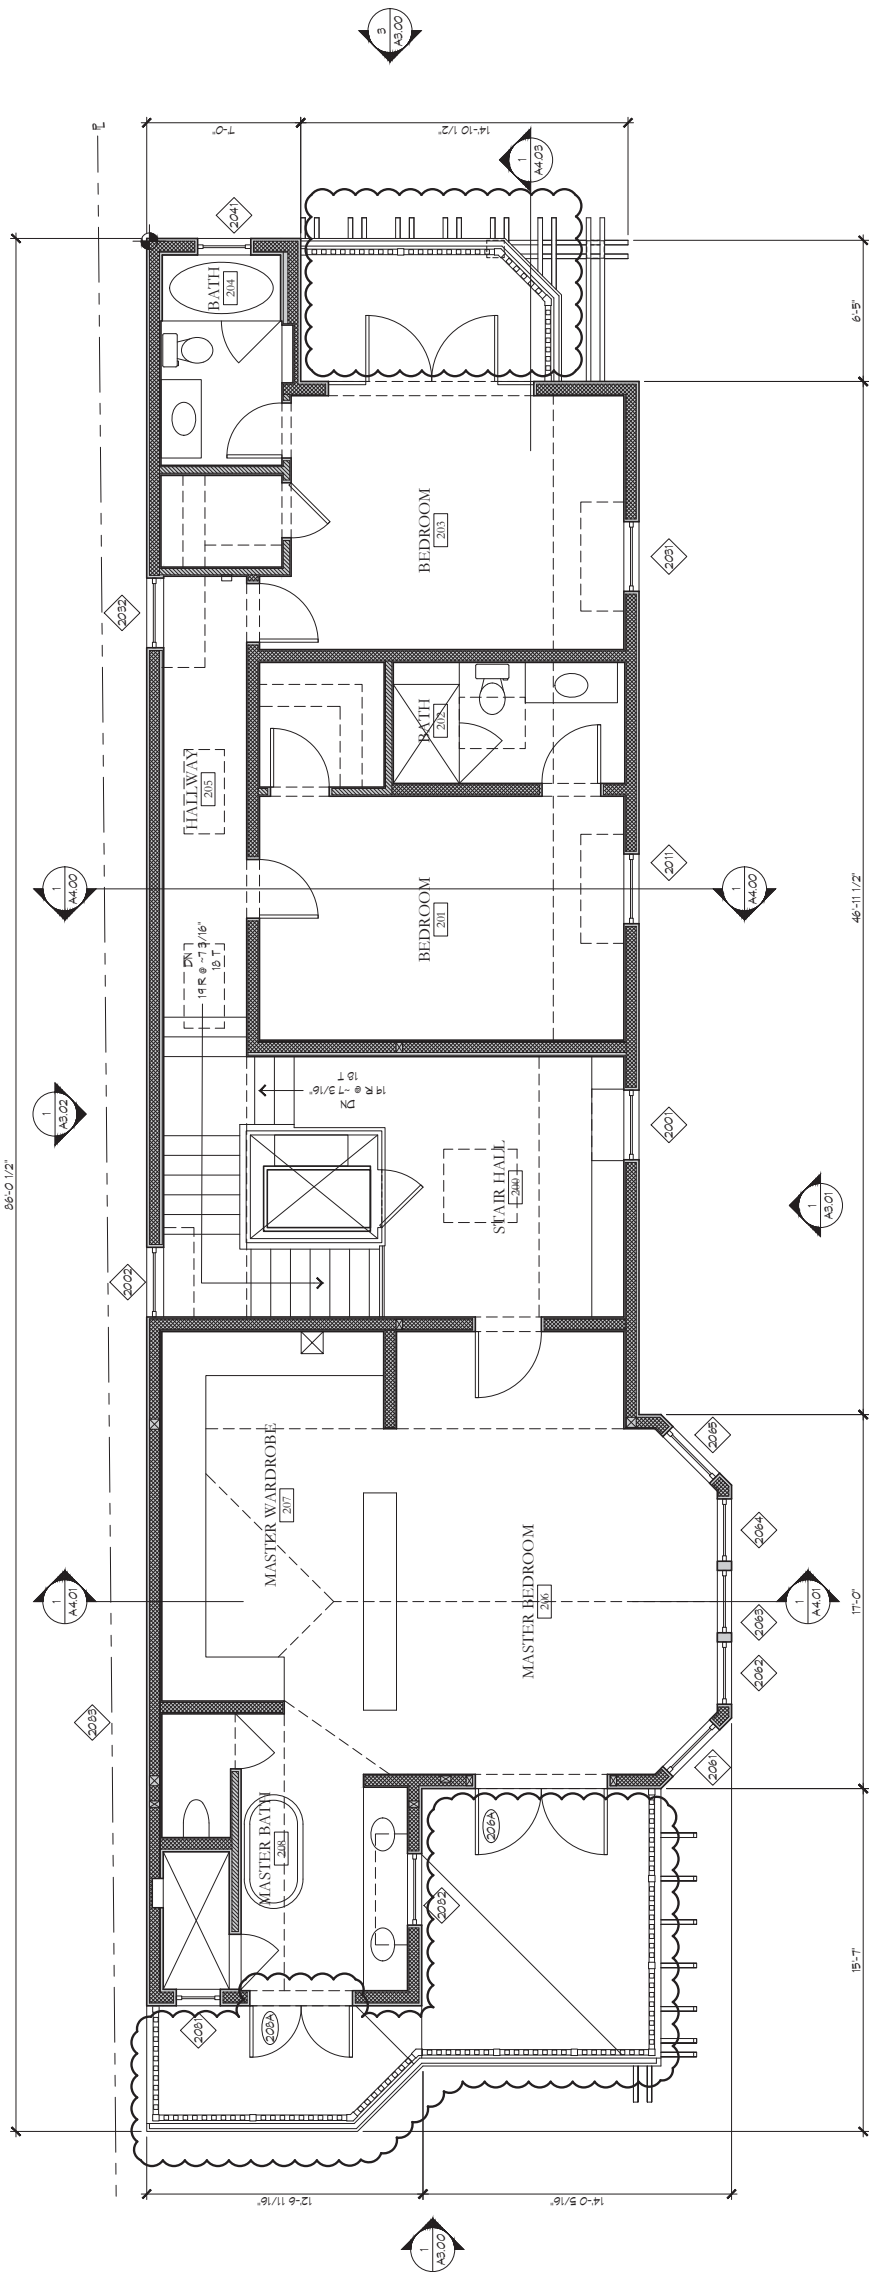 3
A3.00
PL
7'-0"
14'-10 1/2"
1
A4.03
2041
BATH
204
6'-5"
BEDROOM
203
2031
2032
BATH
202
HALLWAY
205
2011
1
A4.00
1
A4.00
46'-11 1/2"
BEDROOM
201
DN
19 R @ ~7 3/16"
18 T
DN
19 R @ ~7 3/16"
18 T
1
A3.02
2001
86'-0 1/2"
STAIR HALL
200
1
A3.01
2002
2065
MASTER WARDROBE
207
2064
MASTER BEDROOM
206
1
A4.01
1
A4.01
17'-0"
2063
2062
2083
2061
206A
MASTER BATH
208
2082
15'-7"
2081
208A
12'-6 11/16"
14'-0 5/16"
1
A3.00